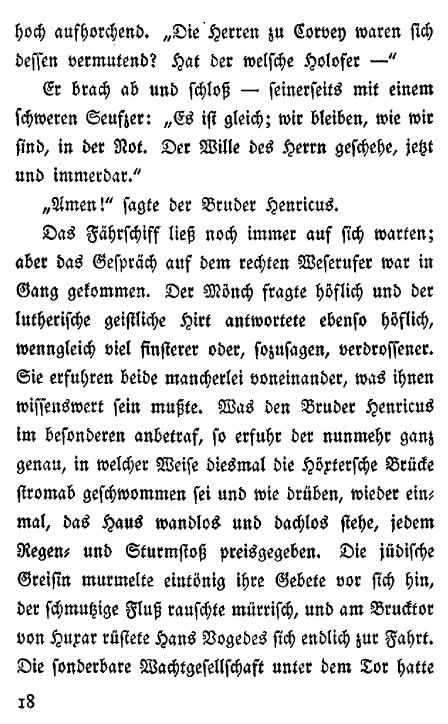 hoch aufhorchend. „Die Herren zu Corvey waren ſich
deſſen vermutend? Hat der welſche Holofer —“
Er brach ab und ſchloß — ſeinerſeits mit einem
ſchweren Seufzer: „Es iſt gleich; wir bleiben, wie wir
ſind, in der Not. Der Wille des Herrn geſchehe, jetzt
und immerdar.“
„Amen!“ ſagte der Bruder Henricus.
Das Fährſchiff ließ noch immer auf ſich warten;
aber das Geſpräch auf dem rechten Weſerufer war in
Gang gekommen. Der Mönch fragte höflich und der
lutheriſche geiſtliche Hirt antwortete ebenſo höflich,
wenngleich viel finſterer oder, ſozuſagen, verdroſſener.
Sie erfuhren beide mancherlei voneinander, was ihnen
wiſſenswert ſein mußte. Was den Bruder Henricus
im beſonderen anbetraf, ſo erfuhr der nunmehr ganz
genau, in welcher Weiſe diesmal die Höxterſche Brücke
ſtromab geſchwommen ſei und wie drüben, wieder ein⸗
mal, das Haus wandlos und dachlos ſtehe, jedem
Regen⸗ und Sturmſtoß preisgegeben. Die jüdiſche
Greiſin murmelte eintönig ihre Gebete vor ſich hin,
der ſchmutzige Fluß rauſchte mürriſch, und am Brucktor
von Huxar rüſtete Hans Vogedes ſich endlich zur Fahrt.
Die ſonderbare Wachtgeſellſchaft unter dem Tor hatte
18